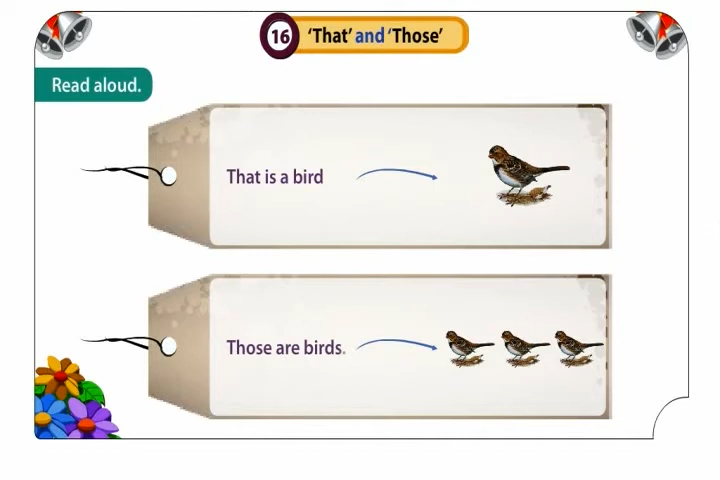 16 ‘That’ and ‘Those’
Read aloud.
That is a bird
Those are birds.